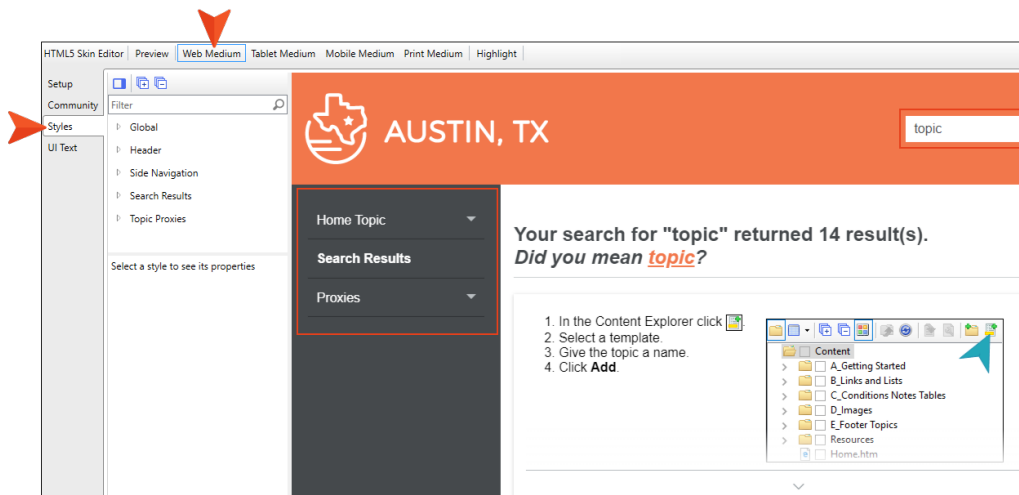 HTML5 Skin Editor Preview Web Medium Tablet Medium Mobile Medium Print Medium Highlight
Setup
Community
Styles
UI Text
Filter
Global
Header
Side Navigation
Search Results
Topic Proxies
Select a style to see its properties
AUSTIN, TX
topic
Home Topic
Search Results
Proxies
Your search for "topic" returned 14 result(s).
Did you mean topic?
1. In the Content Explorer click .
2. Select a template.
3. Give the topic a name.
4. Click Add.
Content
A_Getting Started
B_Links and Lists
C_Conditions Notes Tables
D_Images
E_Footer Topics
Resources
Home.htm